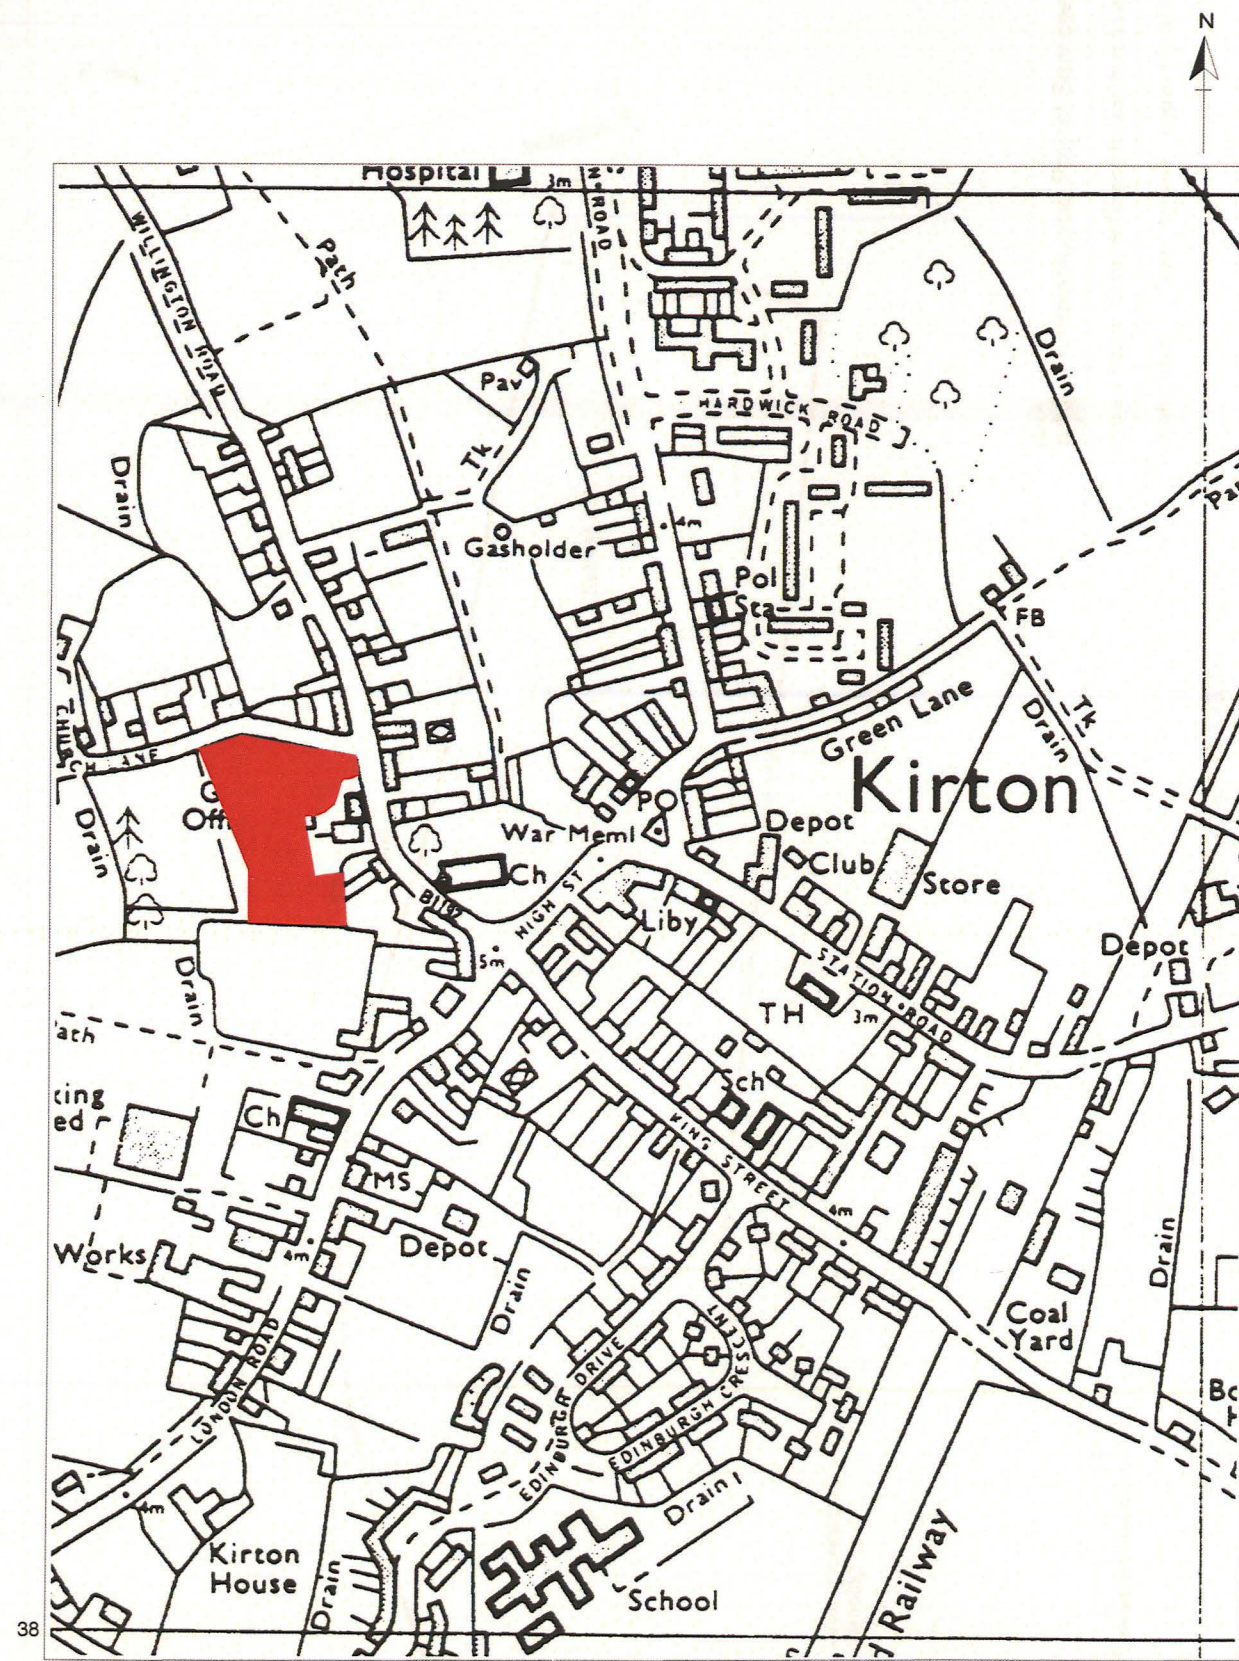 N
Hospital
3m
WILLINGTON ROAD
Path
ROAD
Drain
Pav
HARDWICK ROAD
Tk
Drain
4m
Gasholder
Pol
Sta
FB
Tk
Drain
Green Lane
CHURCH LANE
Kirton
PO
War Meml
Depot
Club
Store
Drain
Ch
B1192
HIGH ST
Liby
5m
Depot
STATION ROAD
Drain
TH
3m
Sch
Ch
KING STREET
MS
4m
Works
4m
Depot
Drain
Drain
Coal
Yard
LONDON ROAD
EDINBURGH DRIVE
EDINBURGH CRESCENT
Drain
4m
Kirton
House
Drain
School
d Railway
38